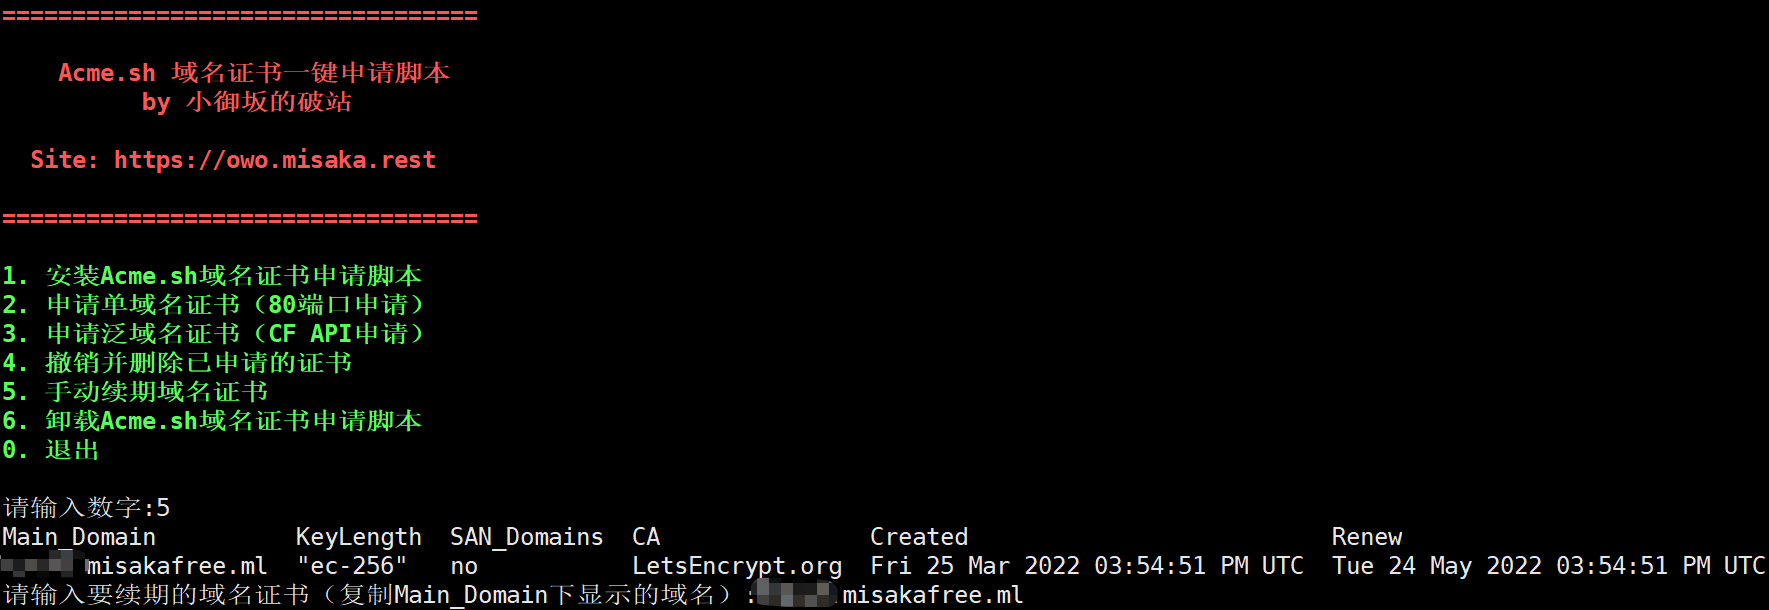 ==================================
Acme.sh 域名证书一键申请脚本
by 小御坂的破站
Site: https://owo.misaka.rest
==================================
1. 安装Acme.sh域名证书申请脚本
2. 申请单域名证书（80端口申请）
3. 申请泛域名证书（CF API申请）
4. 撤销并删除已申请的证书
5. 手动续期域名证书
6. 卸载Acme.sh域名证书申请脚本
0. 退出
请输入数字:5
Main_Domain KeyLength SAN_Domains CA Created Renew
misakafree.ml "ec-256" no LetsEncrypt.org Fri 25 Mar 2022 03:54:51 PM UTC Tue 24 May 2022 03:54:51 PM UTC
请输入要续期的域名证书（复制Main_Domain下显示的域名）:misakafree.ml